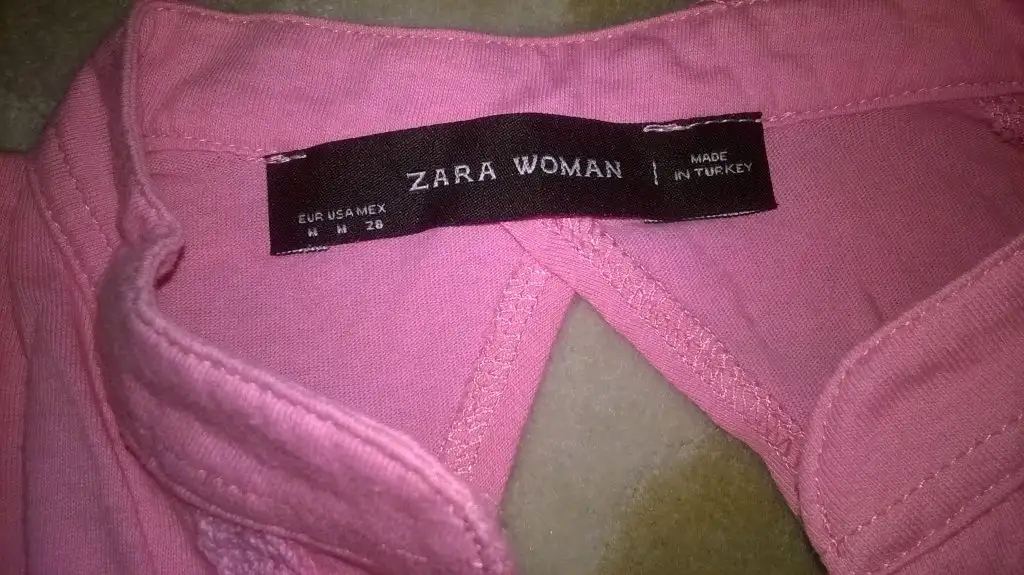 ZARA WOMAN
MADE
IN TURKEY
EUR USA MEX
M M 28